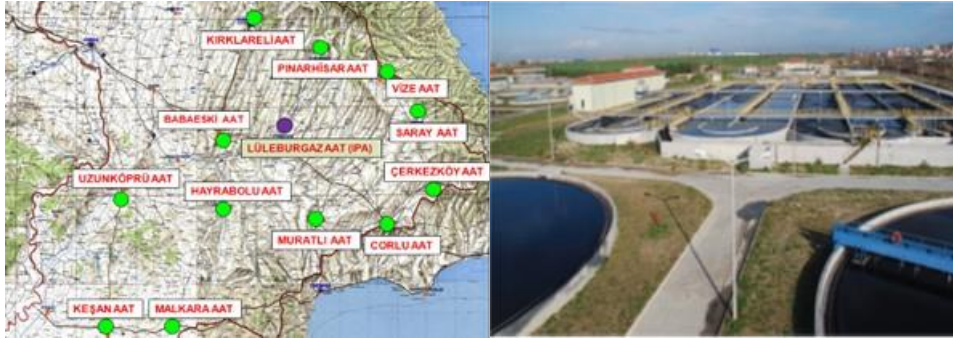 KIRKLARELİ AAT
PINARHİSAR AAT
VİZE AAT
BABAESKİ AAT
SARAY AAT
LÜLEBURGAZ AAT (IPA)
ÇERKEZKÖY AAT
UZUNKÖPRÜ AAT
HAYRABOLU AAT
MURATLI AAT
CORLU AAT
KEŞAN AAT
MALKARA AAT